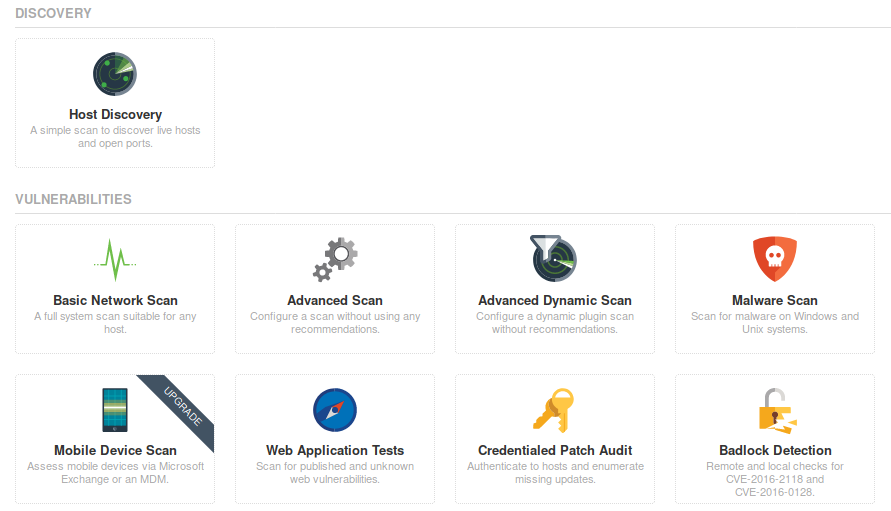 DISCOVERY
Host Discovery
A simple scan to discover live hosts
and open ports.
VULNERABILITIES
Basic Network Scan
A full system scan suitable for any
host.
Advanced Scan
Configure a scan without using any
recommendations.
Advanced Dynamic Scan
Configure a dynamic plugin scan
without recommendations.
Malware Scan
Scan for malware on Windows and
Unix systems.
UPGRADE
Mobile Device Scan
Assess mobile devices via Microsoft
Exchange or an MDM.
Web Application Tests
Scan for published and unknown
web vulnerabilities.
Credentialed Patch Audit
Authenticate to hosts and enumerate
missing updates.
Badlock Detection
Remote and local checks for
CVE-2016-2118 and
CVE-2016-0128.